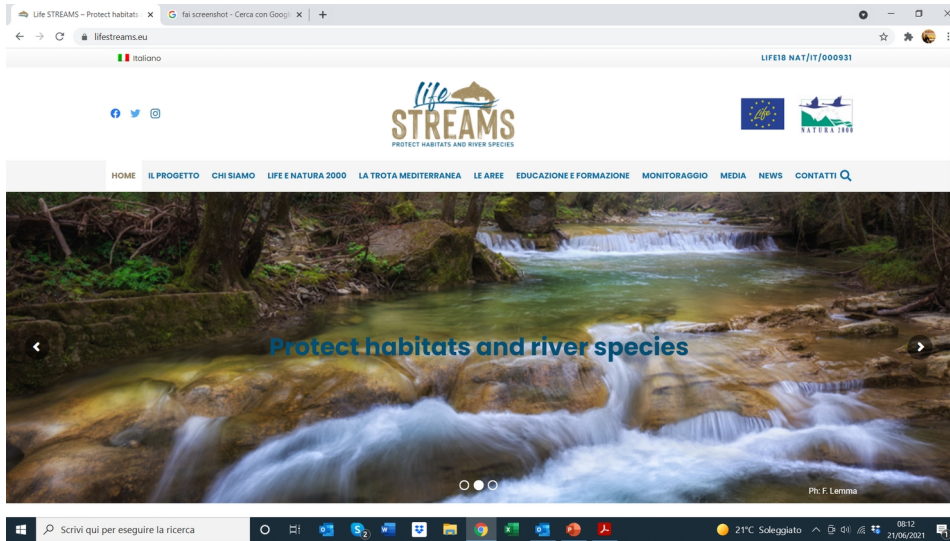 Life STREAMS – Protect habitats
fai screenshot - Cerca con Googl
lifestreams.eu
Italiano
LIFE18 NAT/IT/000931
life
STREAMS
PROTECT HABITATS AND RIVER SPECIES
Life
NATURA 2000
HOME IL PROGETTO CHI SIAMO LIFE E NATURA 2000 LA TROTA MEDITERRANEA LE AREE EDUCAZIONE E FORMAZIONE MONITORAGGIO MEDIA NEWS CONTATTI
Protect habitats and river species
Ph: F. Lemma
Scrivi qui per eseguire la ricerca
21°C Soleggiato
08:12
21/06/2021